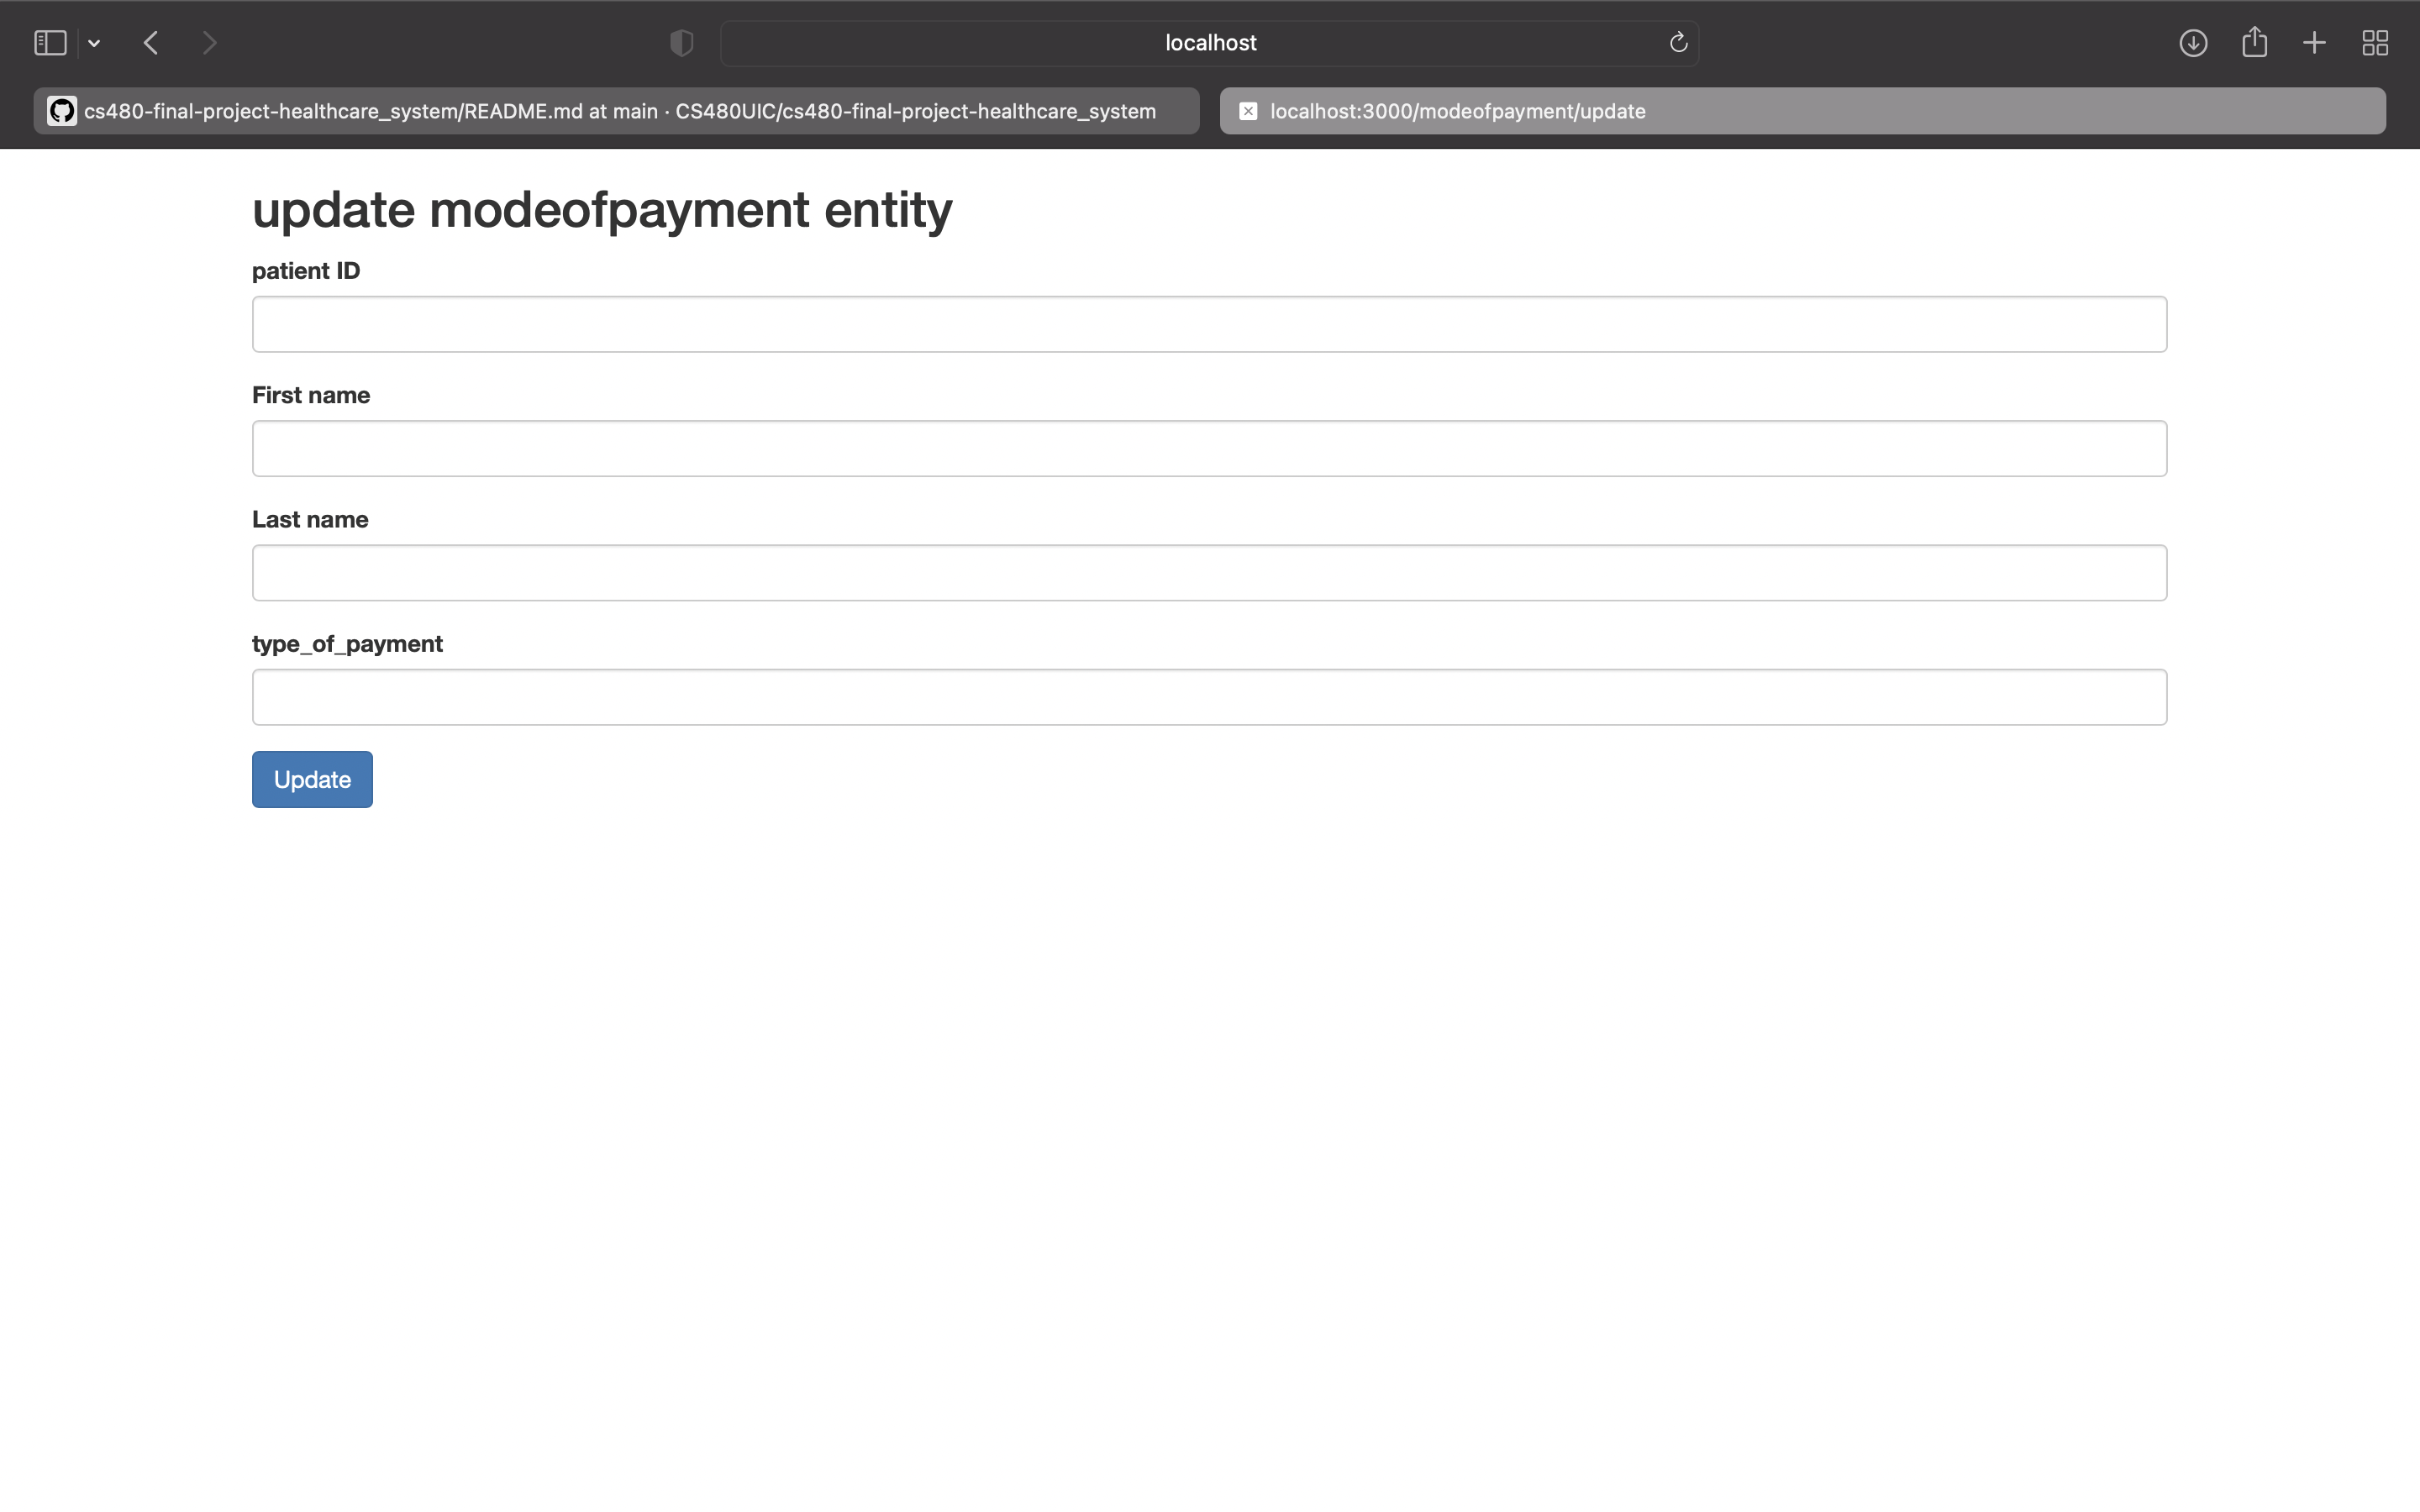 localhost
cs480-final-project-healthcare_system/README.md at main · CS480UIC/cs480-final-project-healthcare_system
localhost:3000/modeofpayment/update
update modeofpayment entity
patient ID
First name
Last name
type_of_payment
Update